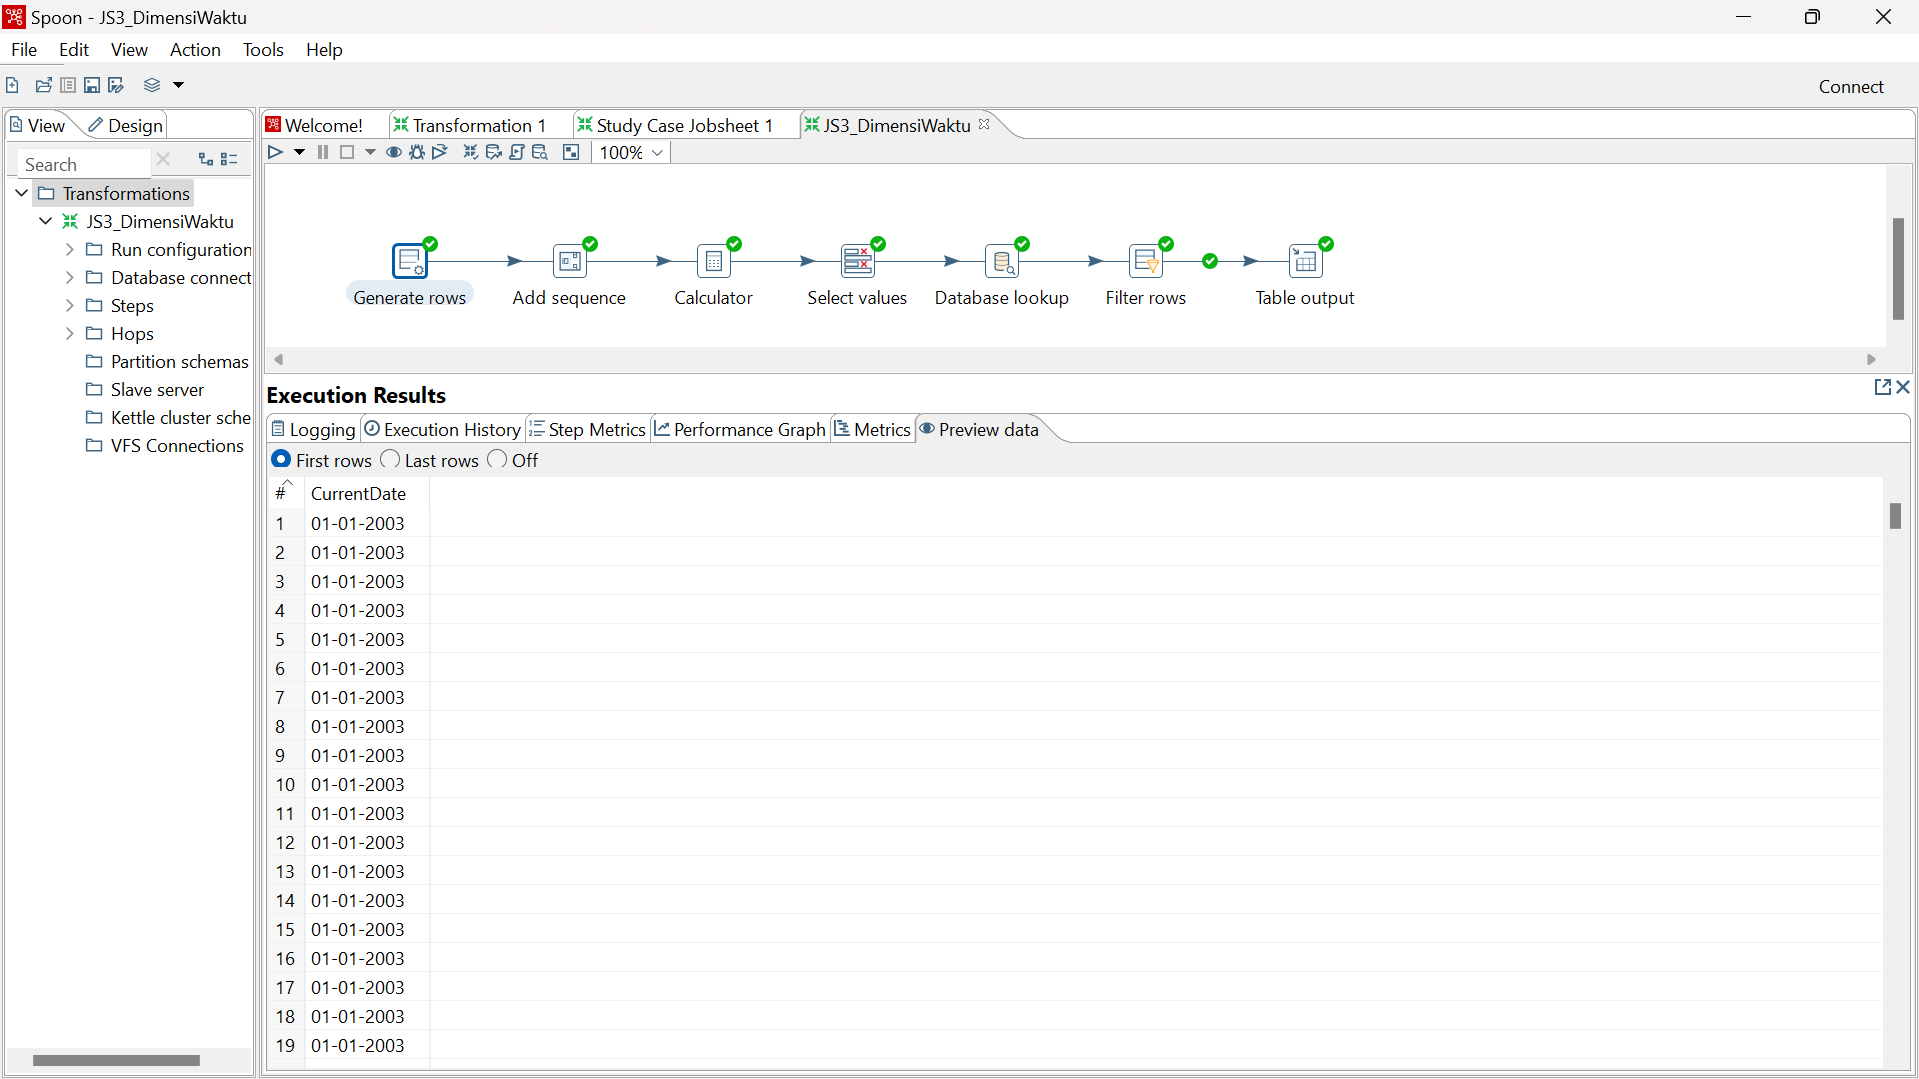 Spoon - JS3_DimensiWaktu
File Edit View Action Tools Help
Connect
View Design
Welcome! Transformation 1 Study Case Jobsheet 1 JS3_DimensiWaktu
100%
Search
Transformations
JS3_DimensiWaktu
Run configuration
Database connect
Steps
Hops
Partition schemas
Slave server
Kettle cluster sche
VFS Connections
Generate rows Add sequence Calculator Select values Database lookup Filter rows Table output
Execution Results
Logging Execution History Step Metrics Performance Graph Metrics Preview data
First rows Last rows Off
# CurrentDate
1 01-01-2003
2 01-01-2003
3 01-01-2003
4 01-01-2003
5 01-01-2003
6 01-01-2003
7 01-01-2003
8 01-01-2003
9 01-01-2003
10 01-01-2003
11 01-01-2003
12 01-01-2003
13 01-01-2003
14 01-01-2003
15 01-01-2003
16 01-01-2003
17 01-01-2003
18 01-01-2003
19 01-01-2003